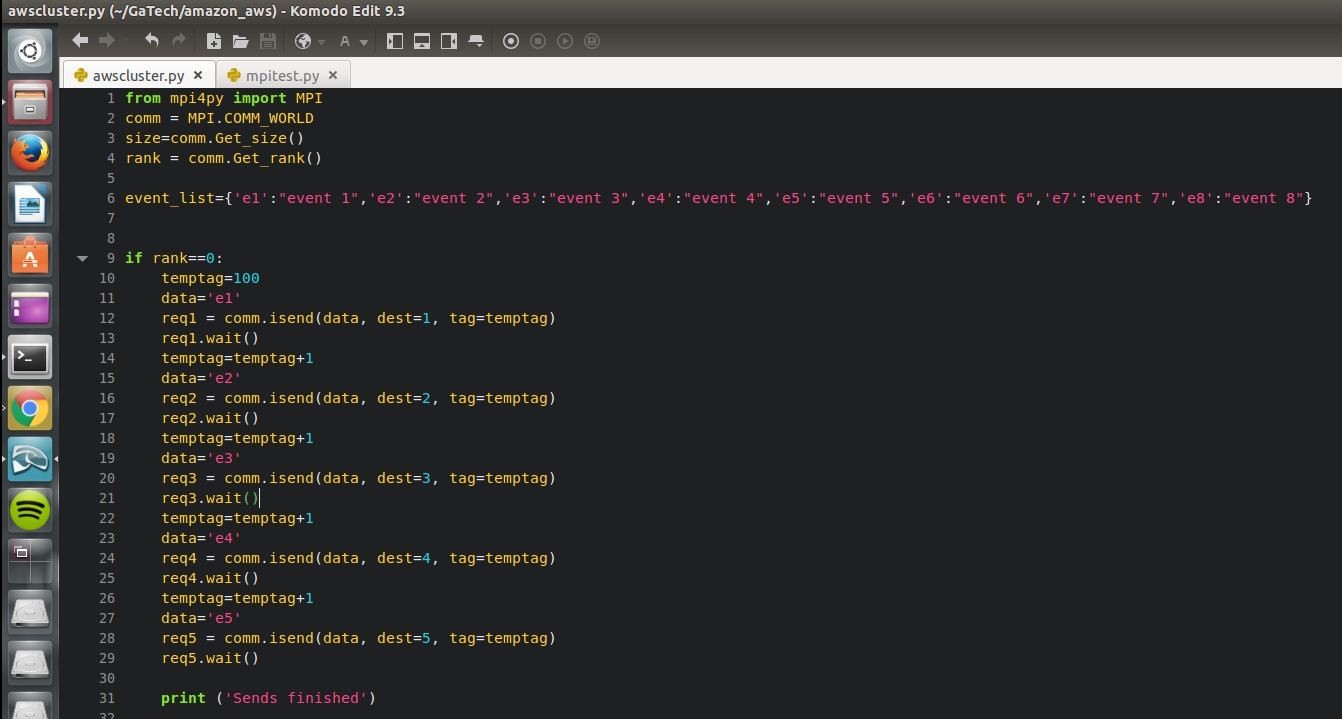 awscluster.py (~/GaTech/amazon_aws) - Komodo Edit 9.3
awscluster.py × mpitest.py ×
1 from mpi4py import MPI
2 comm = MPI.COMM_WORLD
3 size=comm.Get_size()
4 rank = comm.Get_rank()
5
6 event_list={'e1':"event 1",'e2':"event 2",'e3':"event 3",'e4':"event 4",'e5':"event 5",'e6':"event 6",'e7':"event 7",'e8':"event 8"}
7
8
9 if rank==0:
10     temptag=100
11     data='e1'
12     req1 = comm.isend(data, dest=1, tag=temptag)
13     req1.wait()
14     temptag=temptag+1
15     data='e2'
16     req2 = comm.isend(data, dest=2, tag=temptag)
17     req2.wait()
18     temptag=temptag+1
19     data='e3'
20     req3 = comm.isend(data, dest=3, tag=temptag)
21     req3.wait()
22     temptag=temptag+1
23     data='e4'
24     req4 = comm.isend(data, dest=4, tag=temptag)
25     req4.wait()
26     temptag=temptag+1
27     data='e5'
28     req5 = comm.isend(data, dest=5, tag=temptag)
29     req5.wait()
30
31     print ('Sends finished')
32